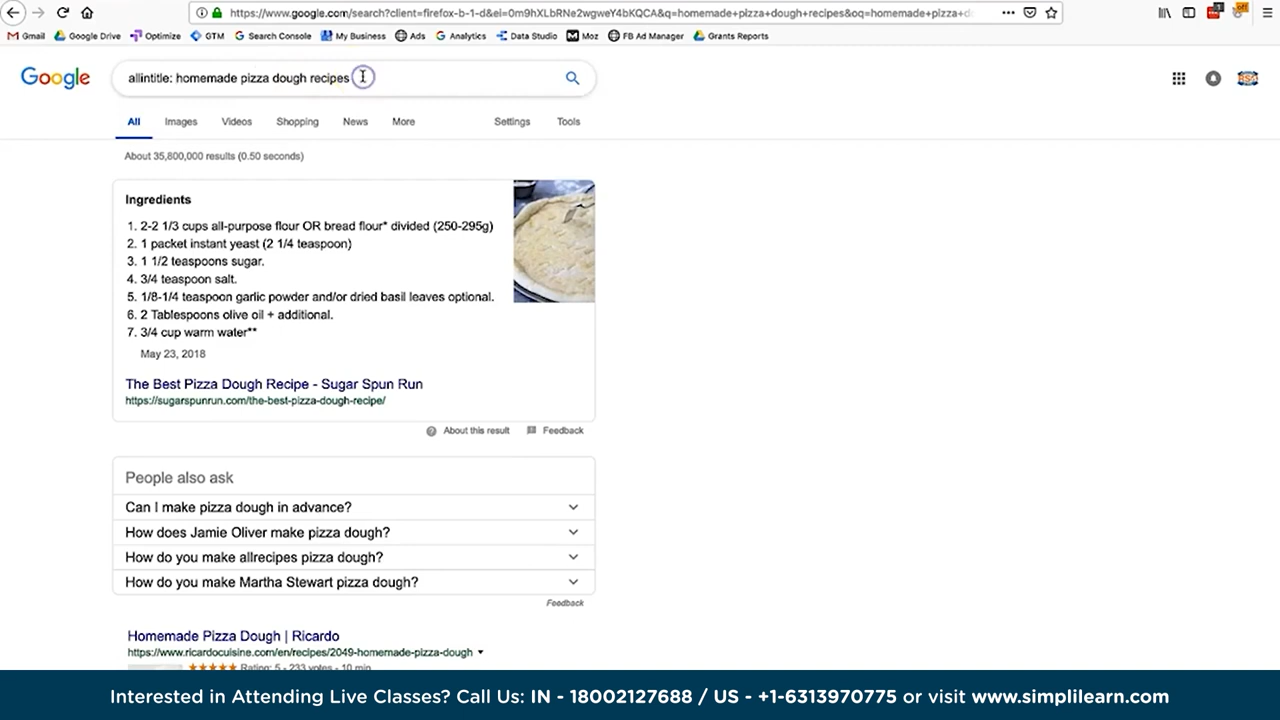 https://www.google.com/search?client=firefox-b-1-d&ei=0m9hXLbRNe2wgweY4bKQCA&q=homemade+pizza+dough+recipes&oq=homemade+pizza+d
Gmail Google Drive Optimize GTM Search Console My Business Ads Analytics Data Studio Moz FB Ad Manager Grants Reports
Google allintitle: homemade pizza dough recipes
All Images Videos Shopping News More Settings Tools
About 35,800,000 results (0.50 seconds)
Ingredients
1. 2-2 1/3 cups all-purpose flour OR bread flour* divided (250-295g)
2. 1 packet instant yeast (2 1/4 teaspoon)
3. 1 1/2 teaspoons sugar.
4. 3/4 teaspoon salt.
5. 1/8-1/4 teaspoon garlic powder and/or dried basil leaves optional.
6. 2 Tablespoons olive oil + additional.
7. 3/4 cup warm water**
May 23, 2018
The Best Pizza Dough Recipe - Sugar Spun Run
https://sugarspunrun.com/the-best-pizza-dough-recipe/
About this result Feedback
People also ask
Can I make pizza dough in advance?
How does Jamie Oliver make pizza dough?
How do you make allrecipes pizza dough?
How do you make Martha Stewart pizza dough?
Feedback
Homemade Pizza Dough | Ricardo
https://www.ricardocuisine.com/en/recipes/2049-homemade-pizza-dough
Rating: 5 - 233 votes - 10 min
Interested in Attending Live Classes? Call Us: IN - 18002127688 / US - +1-6313970775 or visit www.simplilearn.com